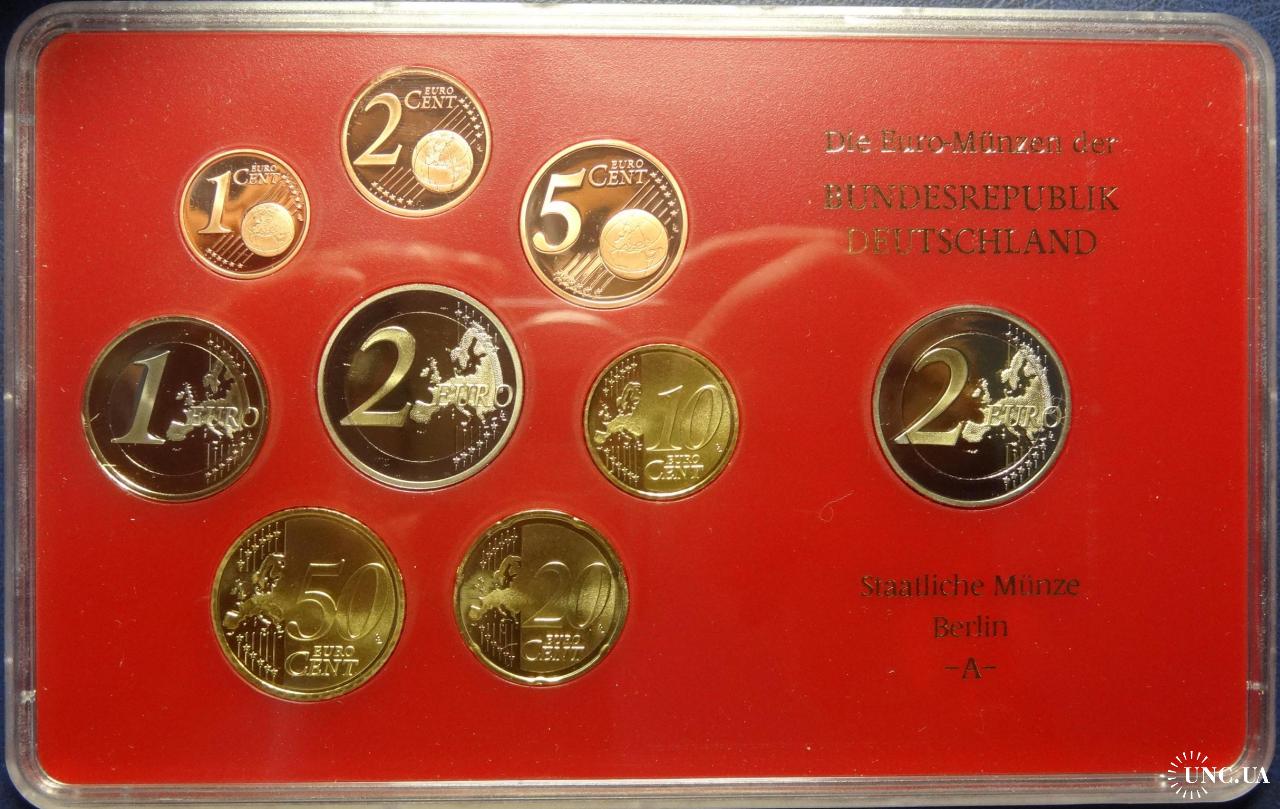 2 EURO
CENT
1 EURO
CENT
5 EURO
CENT
Die Euro-Münzen der
BUNDESREPUBLIK
DEUTSCHLAND
1 EURO
2 EURO
10
EURO
CENT
2 EURO
50
EURO
CENT
20
EURO
CENT
Staatliche Münze
Berlin
-A-
UNC.UA